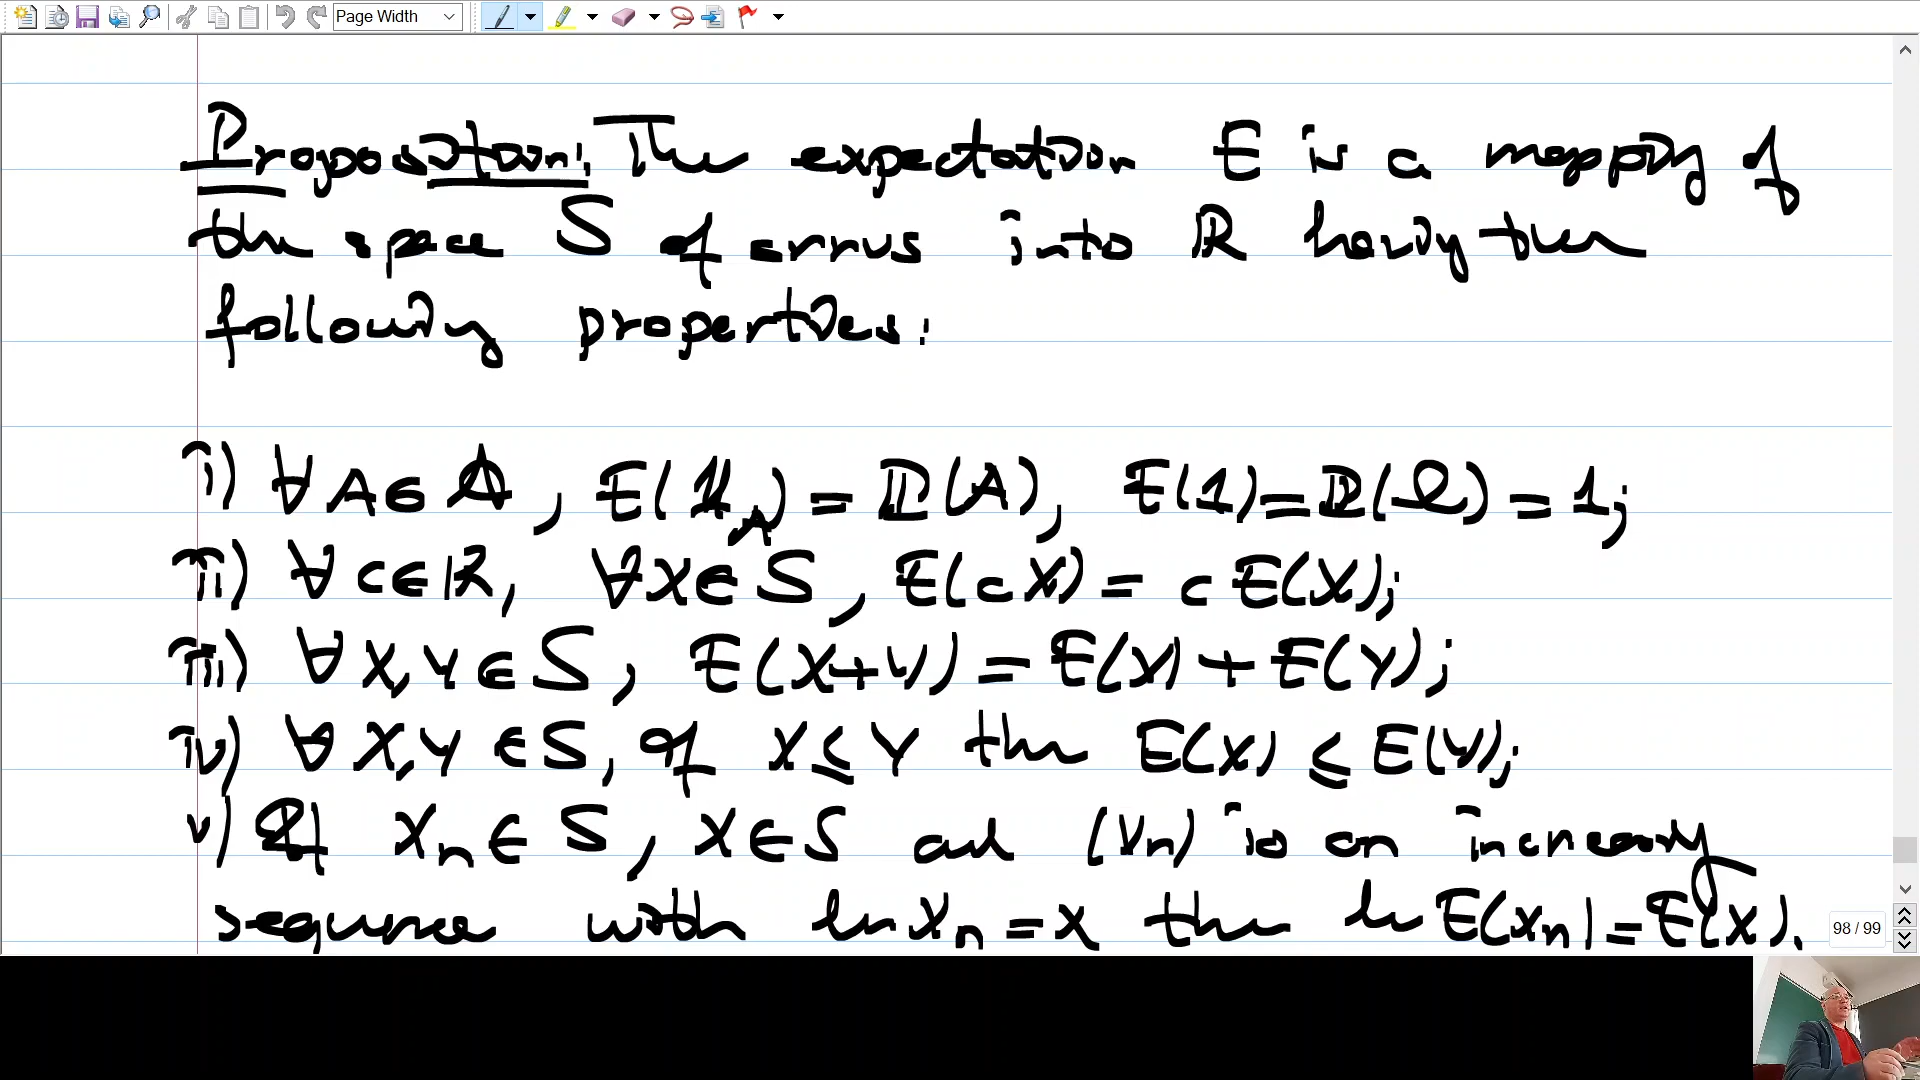 Page Width
Proposition: The expectation E is a mapping of
the space S of srrvs into ℝ having the
following properties:
i) ∀ A ∈ 𝔸, E(𝟙_A) = ℙ(A), E(1) = ℙ(Ω) = 1;
ii) ∀ c ∈ ℝ, ∀ X ∈ S, E(cX) = c E(X);
iii) ∀ X, Y ∈ S, E(X+Y) = E(X) + E(Y);
iv) ∀ X, Y ∈ S, if X ≤ Y then E(X) ≤ E(Y);
v) If X_n ∈ S, X ∈ S and (X_n) is an increasing
sequence with lim X_n = X then lim E(X_n) = E(X).
98 / 99